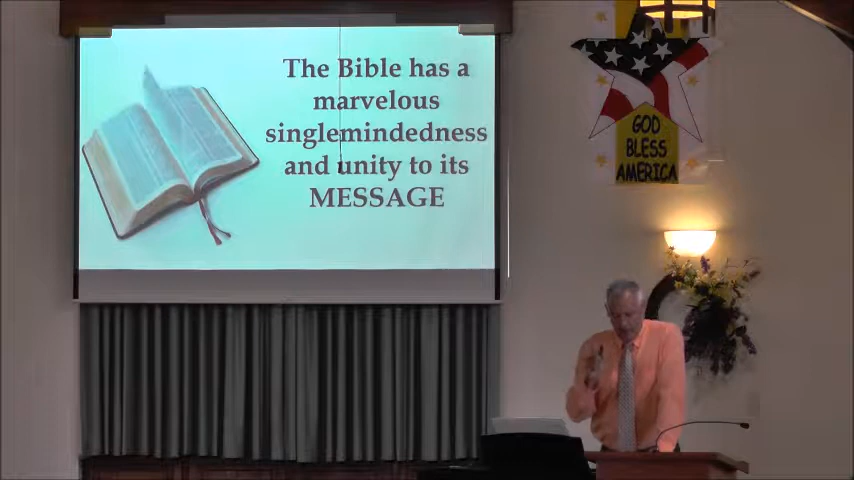 The Bible has a
marvelous
singlemindedness
and unity to its
MESSAGE
GOD
BLESS
AMERICA